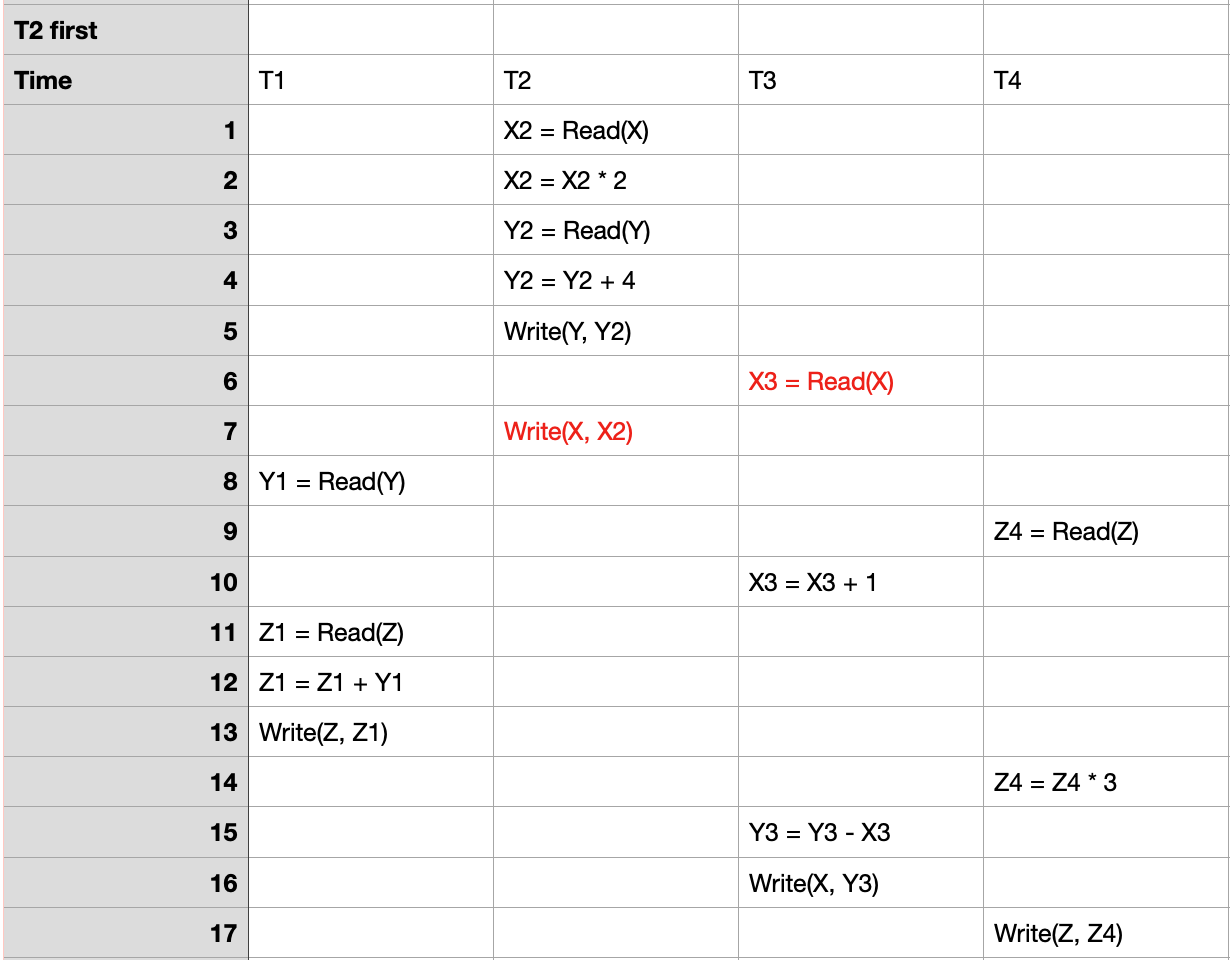 T2 first
Time T1 T2 T3 T4
1 X2 = Read(X)
2 X2 = X2 * 2
3 Y2 = Read(Y)
4 Y2 = Y2 + 4
5 Write(Y, Y2)
6 X3 = Read(X)
7 Write(X, X2)
8 Y1 = Read(Y)
9 Z4 = Read(Z)
10 X3 = X3 + 1
11 Z1 = Read(Z)
12 Z1 = Z1 + Y1
13 Write(Z, Z1)
14 Z4 = Z4 * 3
15 Y3 = Y3 - X3
16 Write(X, Y3)
17 Write(Z, Z4)